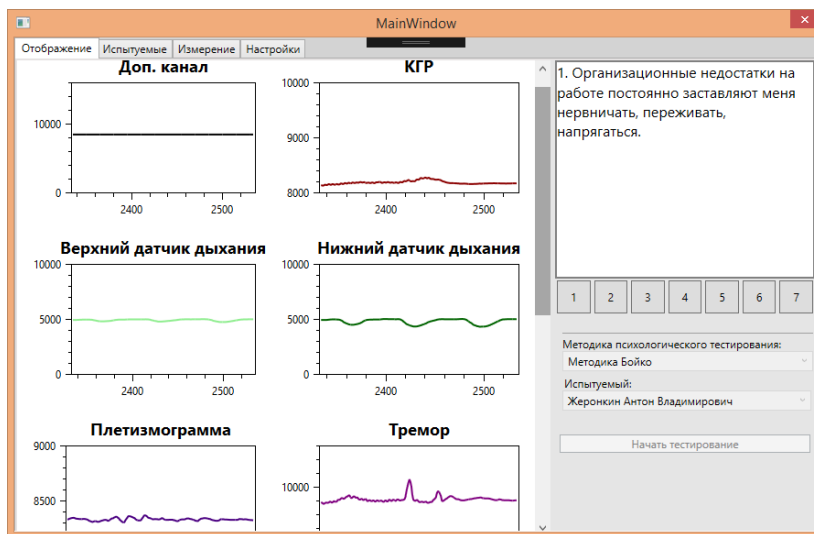 MainWindow
Отображение Испытуемые Измерение Настройки
Доп. канал
10000
0
2400 2500
КГР
10000
9000
8000
2400 2500
Верхний датчик дыхания
10000
5000
0
2400 2500
Нижний датчик дыхания
10000
5000
0
2400 2500
Плетизмограмма
9000
8500
Тремор
10000
1. Организационные недостатки на
работе постоянно заставляют меня
нервничать, переживать,
напрягаться.
1 2 3 4 5 6 7
Методика психологического тестирования:
Методика Бойко
Испытуемый:
Жеронкин Антон Владимирович
Начать тестирование